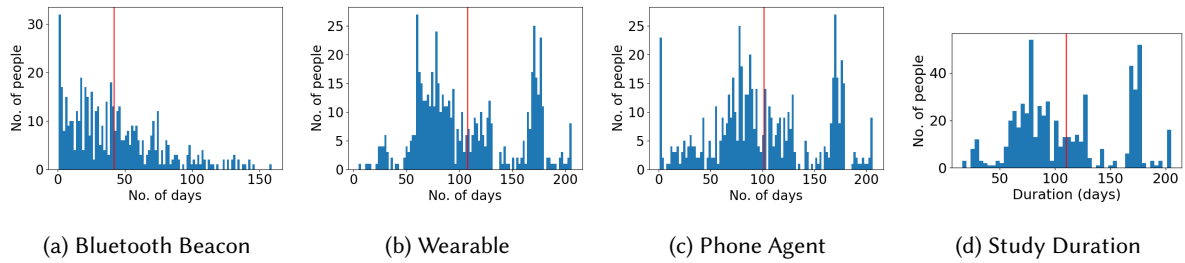 30
20
10
0
No. of people
0 50 100 150
No. of days
25
20
15
10
5
0
No. of people
0 50 100 150 200
No. of days
25
20
15
10
5
0
No. of people
0 50 100 150 200
No. of days
40
20
0
No. of people
50 100 150 200
Duration (days)
(a) Bluetooth Beacon
(b) Wearable
(c) Phone Agent
(d) Study Duration